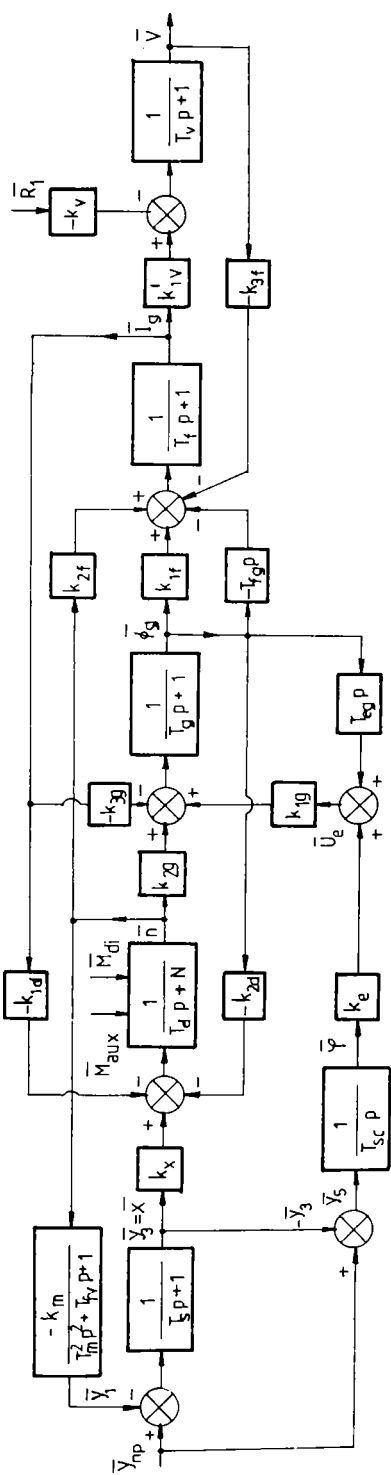 -k_m
T_m² p² + T_fv p + 1
-k_1d
R̄_1
-k_v
ȳ_1
M̄_aux
M̄_di
-k_3g
k_2f
Ī_g
ȳ_np
+
-
1
T_s p + 1
ȳ_3 = x̄
k_x
+
-
-
1
T_d p + N
n̄
k_2g
+
-
+
1
T_g p + 1
ϕ̄_g
k_1f
+
+
-
-
1
T_f p + 1
k'_1v
+
-
1
T_v p + 1
V̄
-k_2d
k_1g
-T_fg p
-k_3f
-ȳ_3
+
ȳ_5
1
T_sc p
φ̄
k_e
Ū_e
+
+
T_eg p